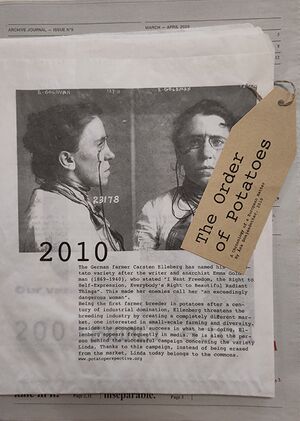 ARCHIVE JOURNAL — ISSUE Nº9
MARCH — APRIL 2023
E-GOLDMAN
E-GOLDMAN
23178
The Order
of Potatoes
2010
The German farmer Carsten Elleberg has named his
tato variety after the writer and anarchist Emma Gold-
man (1869-1940), who stated "I Want Freedom, the Right to
Self-Expression, Everybody's Right to Beautiful Radiant
Things". This made her enemies call her "an exceedingly
dangerous woman".
Being the first farmer breeder in potatoes after a cen-
tury of industrial domination, Elleberg threatens the
breeding industry by creating a completely different mar-
ket, one interested in small-scale farming and diversity.
Besides the economical success in what he is doing, El-
lenberg appears frequently in media. He is also the per-
son behind the successful campaign concerning the variety
Linda. Thanks to this campaign, instead of being erased
from the market, Linda today belongs to the commons.
www.potatoperspective.org
inseparable.